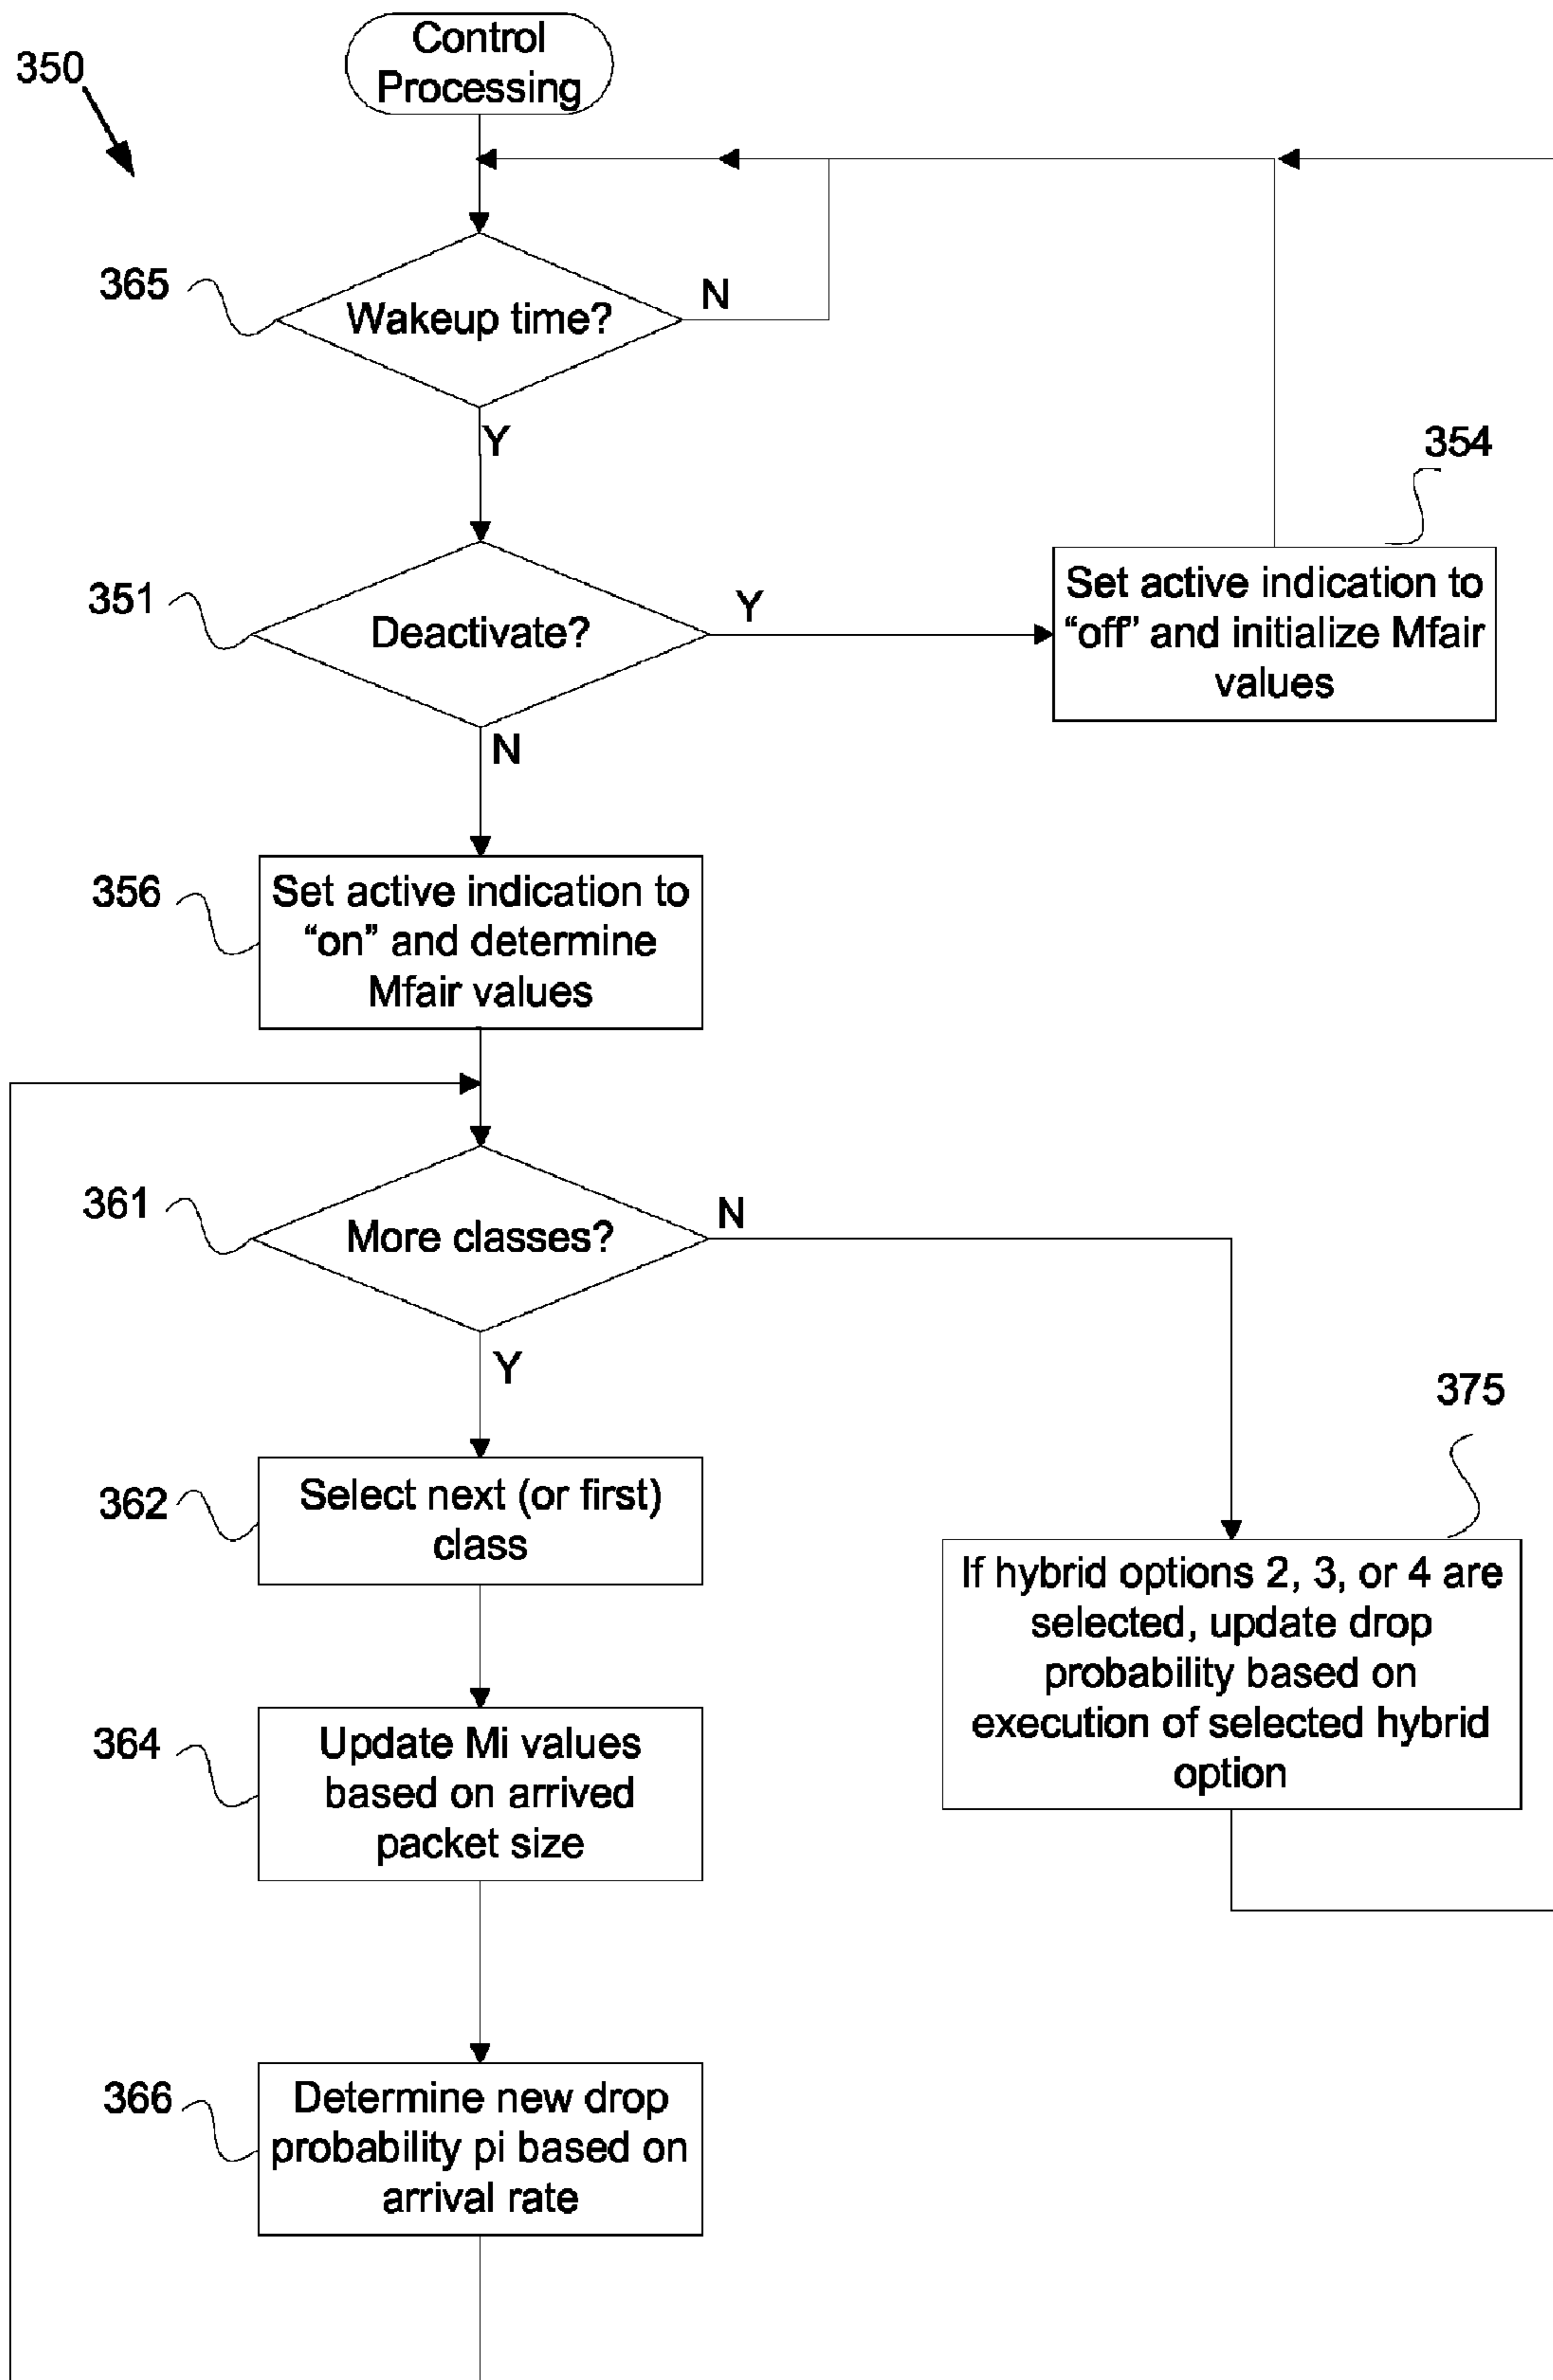 Control
Processing
350
365
Wakeup time?
N
Y
354
351
Deactivate?
Y
Set active indication to
“off” and initialize Mfair
values
N
356
Set active indication to
“on” and determine
Mfair values
361
More classes?
N
Y
375
362
Select next (or first)
class
If hybrid options 2, 3, or 4 are
selected, update drop
probability based on
execution of selected hybrid
option
364
Update Mi values
based on arrived
packet size
366
Determine new drop
probability pi based on
arrival rate